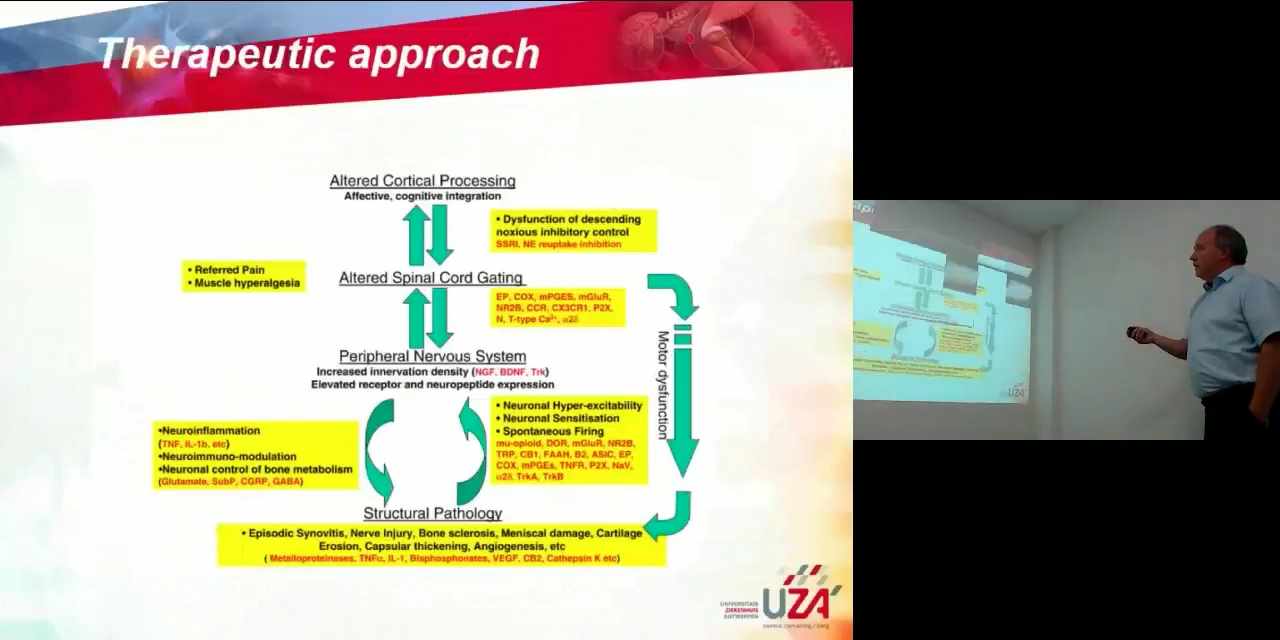 Therapeutic approach
Altered Cortical Processing
Affective, cognitive integration
• Dysfunction of descending
noxious inhibitory control
SSRI, NE reuptake inhibition
• Referred Pain
• Muscle hyperalgesia
Altered Spinal Cord Gating
EP, COX, mPGES, mGluR,
NR2B, CCR, CX3CR1, P2X,
N, T-type Ca²⁺, α2δ
Motor dysfunction
Peripheral Nervous System
Increased innervation density (NGF, BDNF, Trk)
Elevated receptor and neuropeptide expression
•Neuroinflammation
(TNF, IL-1b, etc)
•Neuroimmuno-modulation
•Neuronal control of bone metabolism
(Glutamate, SubP, CGRP, GABA)
• Neuronal Hyper-excitability
• Neuronal Sensitisation
• Spontaneous Firing
mu-opioid, DOR, mGluR, NR2B,
TRP, CB1, FAAH, B2, ASIC, EP,
COX, mPGEs, TNFR, P2X, NaV,
α2δ, TrkA, TrkB
Structural Pathology
• Episodic Synovitis, Nerve Injury, Bone sclerosis, Meniscal damage, Cartilage
Erosion, Capsular thickening, Angiogenesis, etc
( Metalloproteinases, TNFα, IL-1, Bisphosphonates, VEGF, CB2, Cathepsin K etc)
UNIVERSITAIR
ZIEKENHUIS
ANTWERPEN
UZA
UZA